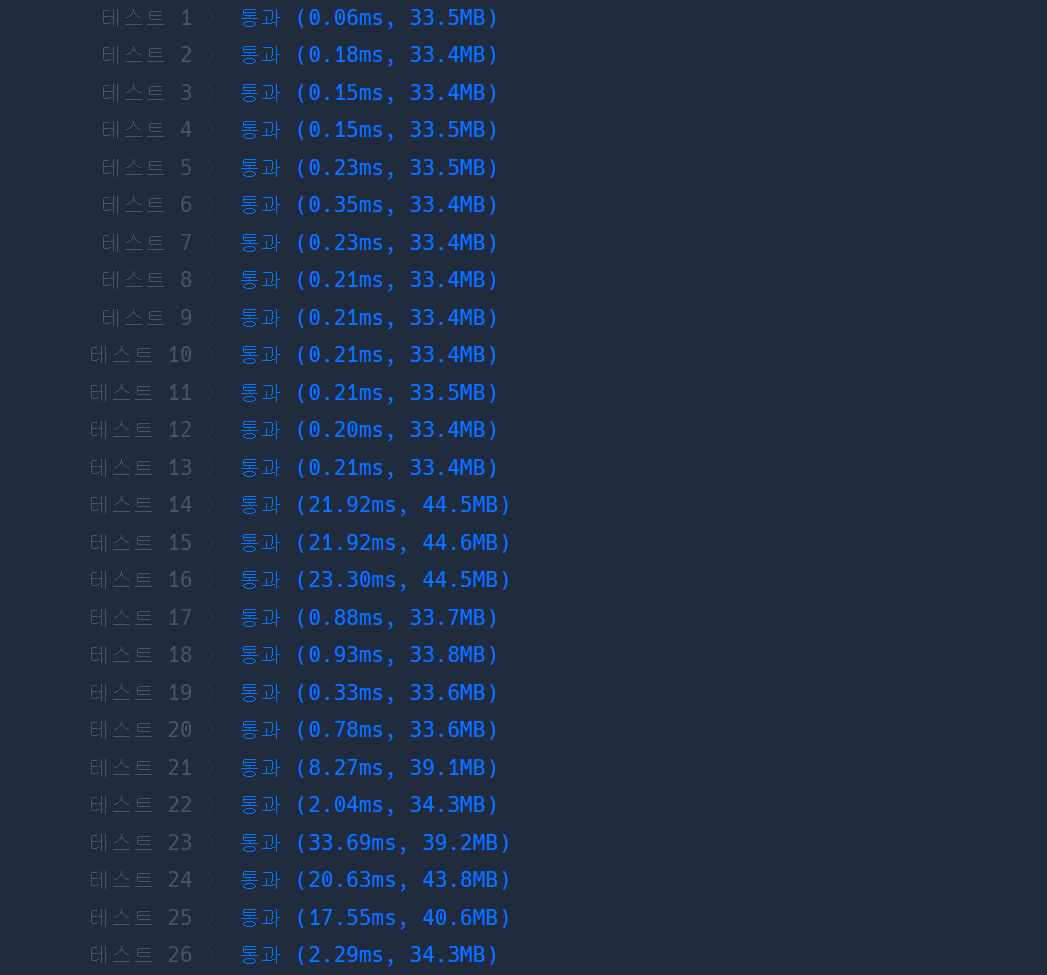 테스트 1 〉 통과 (0.06ms, 33.5MB)
테스트 2 〉 통과 (0.18ms, 33.4MB)
테스트 3 〉 통과 (0.15ms, 33.4MB)
테스트 4 〉 통과 (0.15ms, 33.5MB)
테스트 5 〉 통과 (0.23ms, 33.5MB)
테스트 6 〉 통과 (0.35ms, 33.4MB)
테스트 7 〉 통과 (0.23ms, 33.4MB)
테스트 8 〉 통과 (0.21ms, 33.4MB)
테스트 9 〉 통과 (0.21ms, 33.4MB)
테스트 10 〉 통과 (0.21ms, 33.4MB)
테스트 11 〉 통과 (0.21ms, 33.5MB)
테스트 12 〉 통과 (0.20ms, 33.4MB)
테스트 13 〉 통과 (0.21ms, 33.4MB)
테스트 14 〉 통과 (21.92ms, 44.5MB)
테스트 15 〉 통과 (21.92ms, 44.6MB)
테스트 16 〉 통과 (23.30ms, 44.5MB)
테스트 17 〉 통과 (0.88ms, 33.7MB)
테스트 18 〉 통과 (0.93ms, 33.8MB)
테스트 19 〉 통과 (0.33ms, 33.6MB)
테스트 20 〉 통과 (0.78ms, 33.6MB)
테스트 21 〉 통과 (8.27ms, 39.1MB)
테스트 22 〉 통과 (2.04ms, 34.3MB)
테스트 23 〉 통과 (33.69ms, 39.2MB)
테스트 24 〉 통과 (20.63ms, 43.8MB)
테스트 25 〉 통과 (17.55ms, 40.6MB)
테스트 26 〉 통과 (2.29ms, 34.3MB)